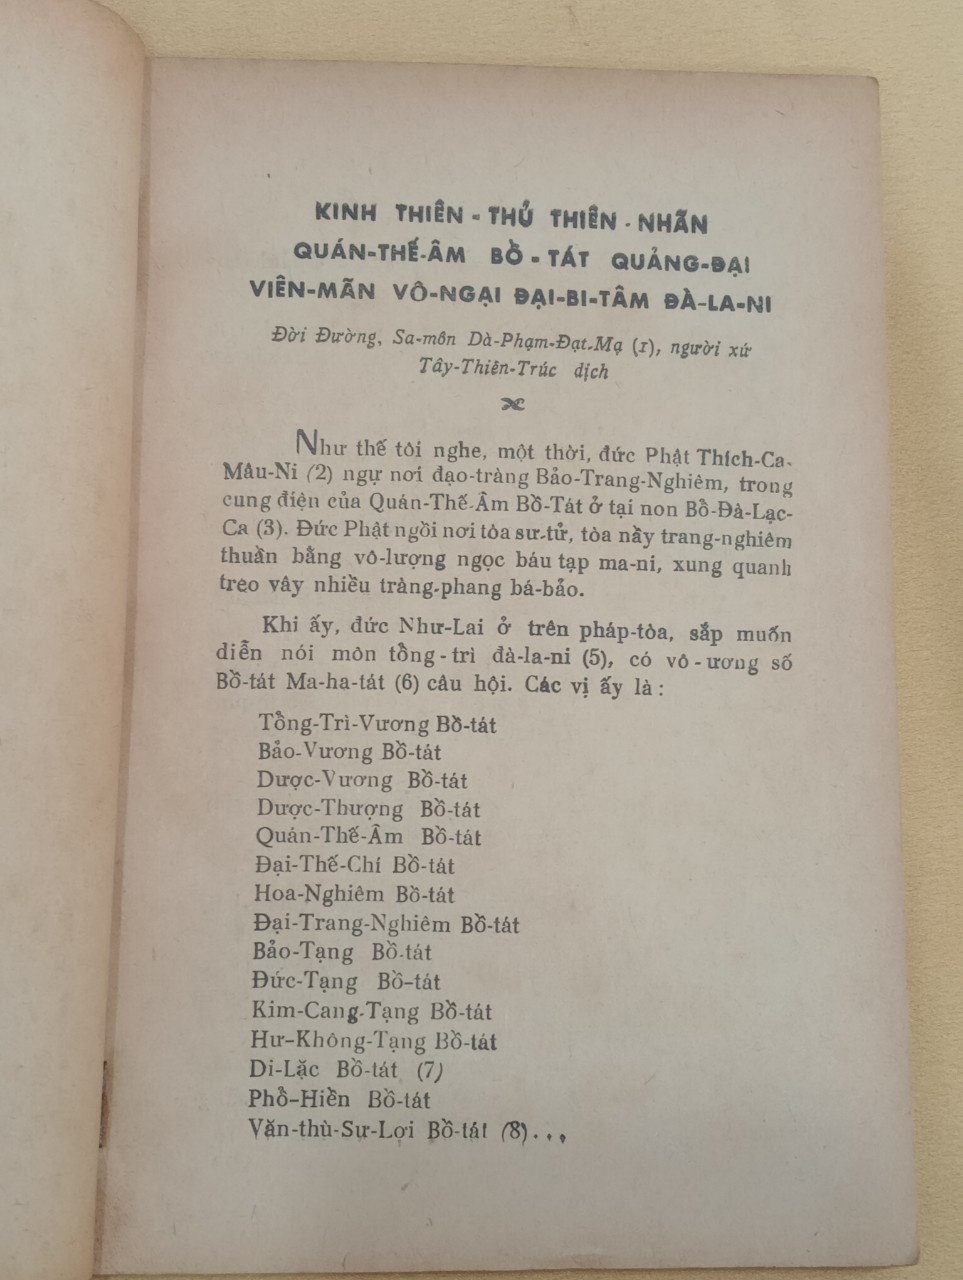 KINH THIÊN - THỦ THIÊN - NHÃN
QUÁN-THẾ-ÂM BỒ - TÁT QUẢNG-ĐẠI
VIÊN-MÃN VÔ-NGẠI ĐẠI-BI-TÂM ĐÀ-LA-NI
Đời Đường, Sa-môn Dà-Phạm-Đạt-Mạ (1), người xứ
Tây-Thiên-Trúc dịch
Như thế tôi nghe, một thời, đức Phật Thích-Ca-
Mâu-Ni (2) ngự nơi đạo-tràng Bảo-Trang-Nghiêm, trong
cung điện của Quán-Thế-Âm Bồ-Tát ở tại non Bồ-Đà-Lạc-
Ca (3). Đức Phật ngồi nơi tòa sư-tử, tòa nầy trang-nghiêm
thuần bằng vô-lượng ngọc báu tạp ma-ni, xung quanh
treo vây nhiều tràng-phang bá-bảo.
Khi ấy, đức Như-Lai ở trên pháp-tòa, sắp muốn
diễn nói môn tổng - trì đà-la-ni (5), có vô - ương số
Bồ-tát Ma-ha-tát (6) câu hội. Các vị ấy là :
Tổng-Trì-Vương Bồ-tát
Bảo-Vương Bồ-tát
Dược-Vương Bồ-tát
Dược-Thượng Bồ-tát
Quán-Thế-Âm Bồ-tát
Đại-Thế-Chí Bồ-tát
Hoa-Nghiêm Bồ-tát
Đại-Trang-Nghiêm Bồ-tát
Bảo-Tạng Bồ-tát
Đức-Tạng Bồ-tát
Kim-Cang-Tạng Bồ-tát
Hư-Không-Tạng Bồ-tát
Di-Lặc Bồ-tát (7)
Phổ-Hiền Bồ-tát
Văn-thù-Sư-Lợi Bồ-tát (8)...